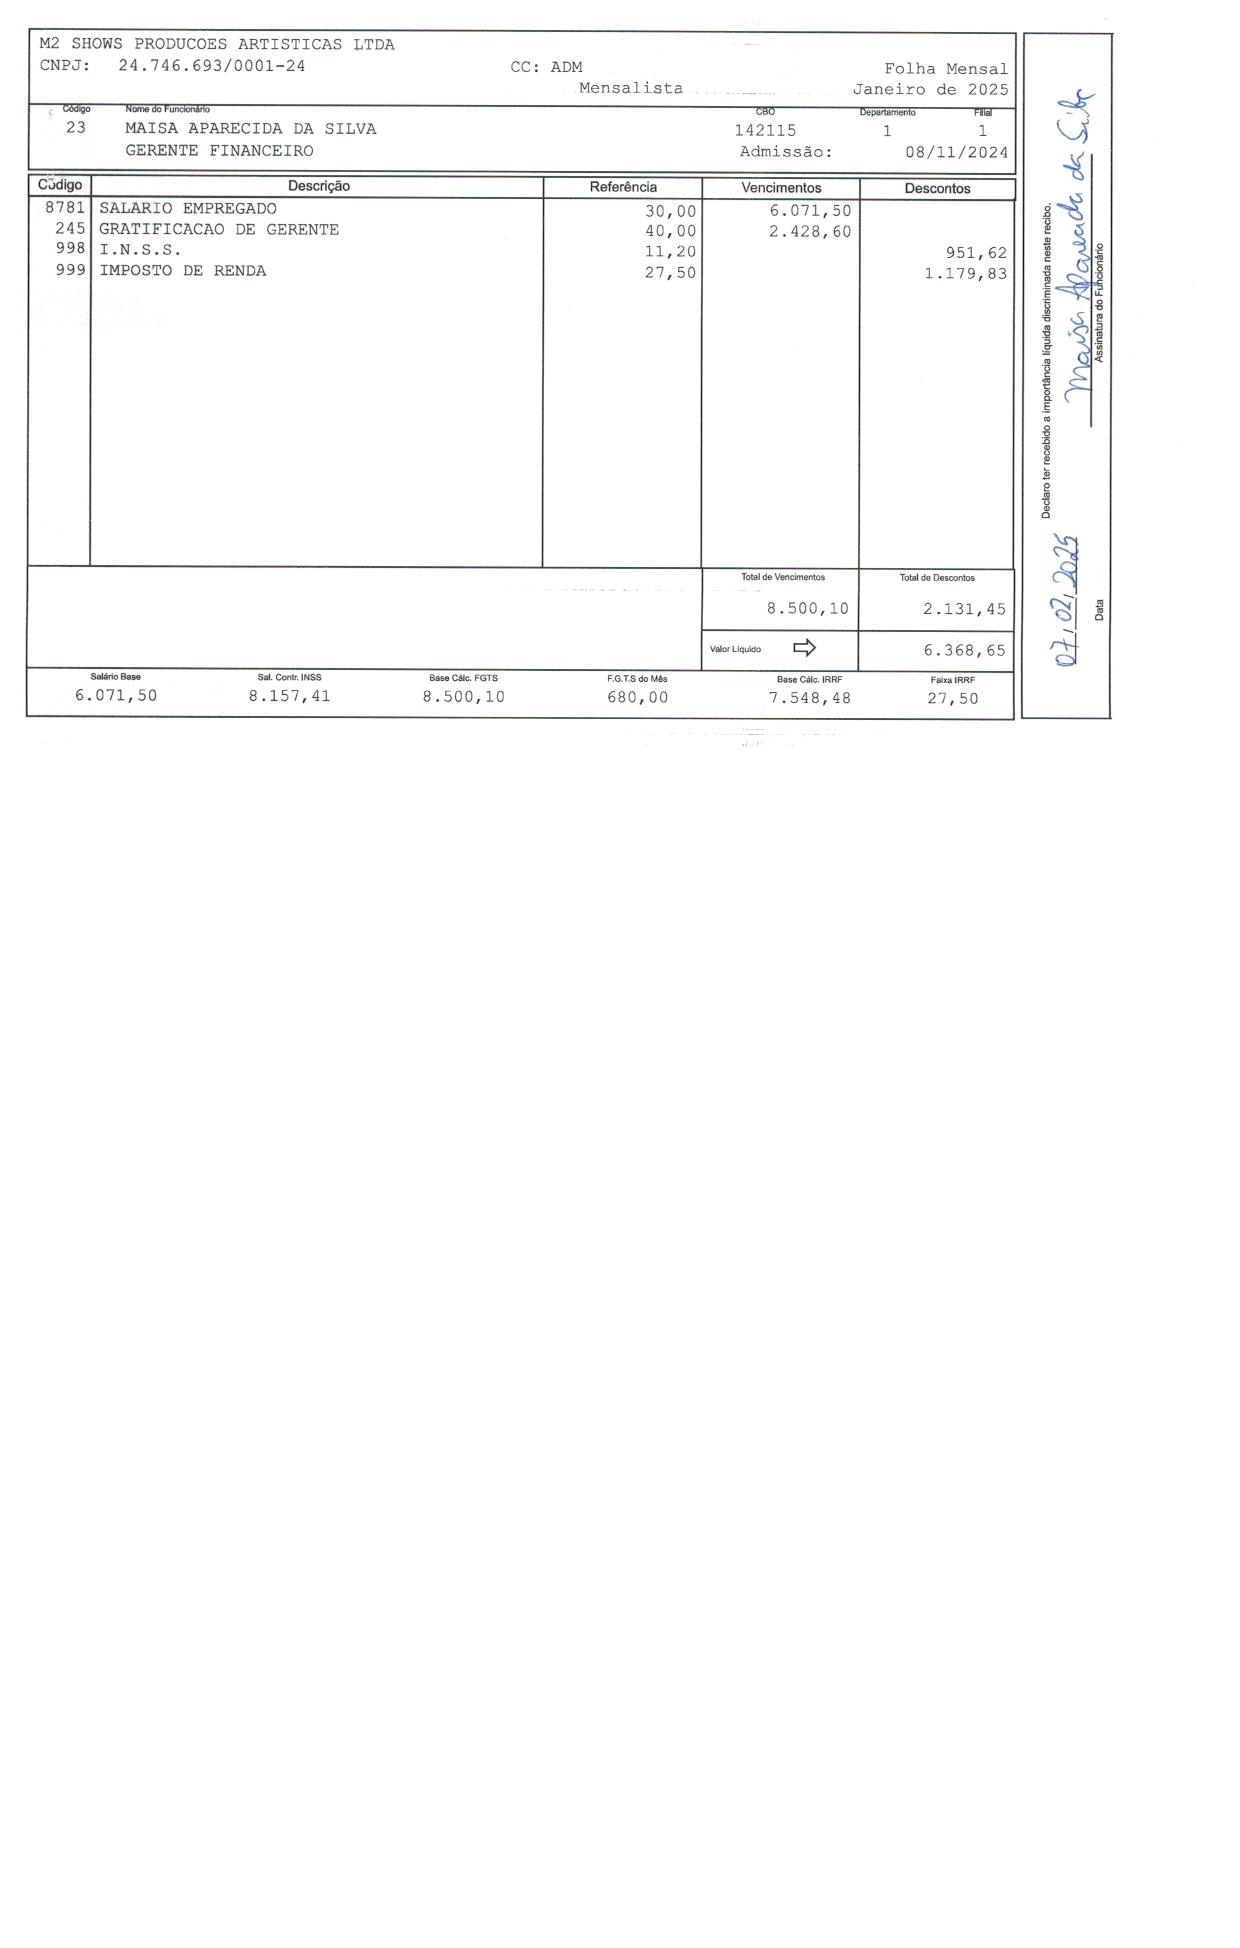 M2 SHOWS PRODUCOES ARTISTICAS LTDA
CNPJ: 24.746.693/0001-24 CC: ADM Folha Mensal
Mensalista Janeiro de 2025
Código Nome do Funcionário CBO Departamento Filial
23 MAISA APARECIDA DA SILVA 142115 1 1
GERENTE FINANCEIRO Admissão: 08/11/2024
Código Descrição Referência Vencimentos Descontos
8781 SALARIO EMPREGADO 30,00 6.071,50
245 GRATIFICACAO DE GERENTE 40,00 2.428,60
998 I.N.S.S. 11,20 951,62
999 IMPOSTO DE RENDA 27,50 1.179,83
Total de Vencimentos Total de Descontos
8.500,10 2.131,45
Valor Líquido 6.368,65
Salário Base Sal. Contr. INSS Base Cálc. FGTS F.G.T.S do Mês Base Cálc. IRRF Faixa IRRF
6.071,50 8.157,41 8.500,10 680,00 7.548,48 27,50
Declaro ter recebido a importância líquida discriminada neste recibo.
07/02/2025 Maisa Aparecida da Silva
Data Assinatura do Funcionário